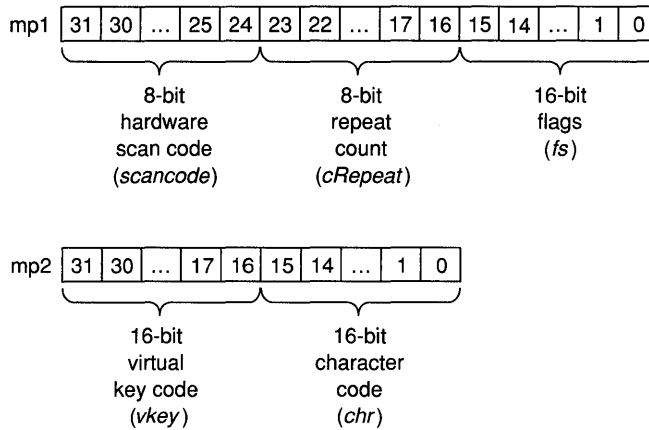 mp1 31 30 ... 25 24 23 22 ... 17 16 15 14 ... 1 0
8-bit 8-bit 16-bit
hardware repeat flags
scan code count (fs)
(scancode) (cRepeat)
mp2 31 30 ... 17 16 15 14 ... 1 0
16-bit 16-bit
virtual character
key code code
(vkey) (chr)